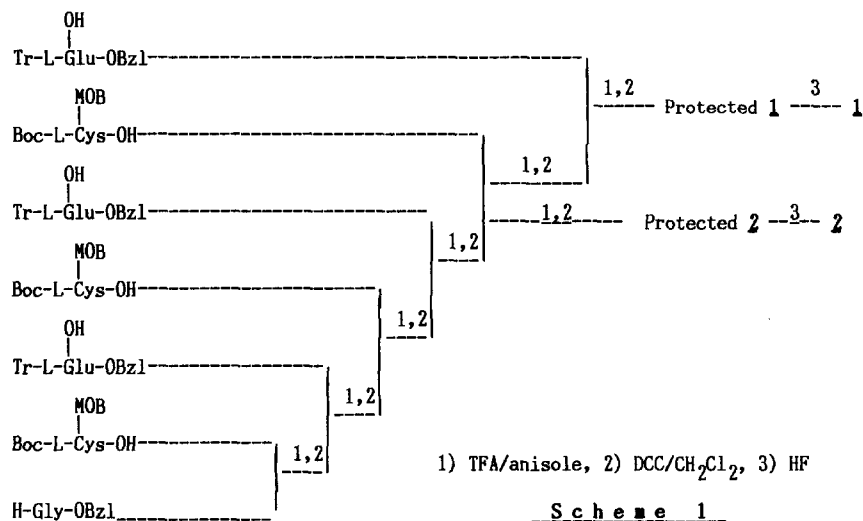 OH
Tr-L-Glu-OBzl
1,2
Protected 1
3
1
MOB
Boc-L-Cys-OH
1,2
OH
Tr-L-Glu-OBzl
1,2
Protected 2
3
2
1,2
MOB
Boc-L-Cys-OH
1,2
OH
Tr-L-Glu-OBzl
1,2
MOB
Boc-L-Cys-OH
1,2
1) TFA/anisole, 2) DCC/CH₂Cl₂, 3) HF
H-Gly-OBzl
Scheme 1